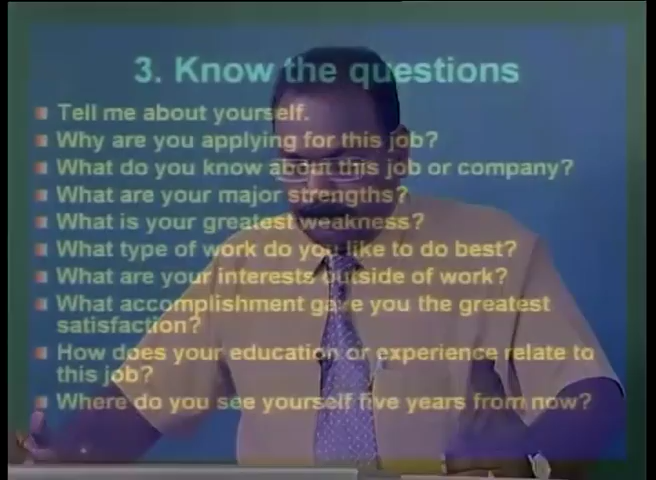 3. Know the questions
Tell me about yourself.
Why are you applying for this job?
What do you know about this job or company?
What are your major strengths?
What is your greatest weakness?
What type of work do you like to do best?
What are your interests outside of work?
What accomplishment gave you the greatest
satisfaction?
How does your education or experience relate to
this job?
Where do you see yourself five years from now?